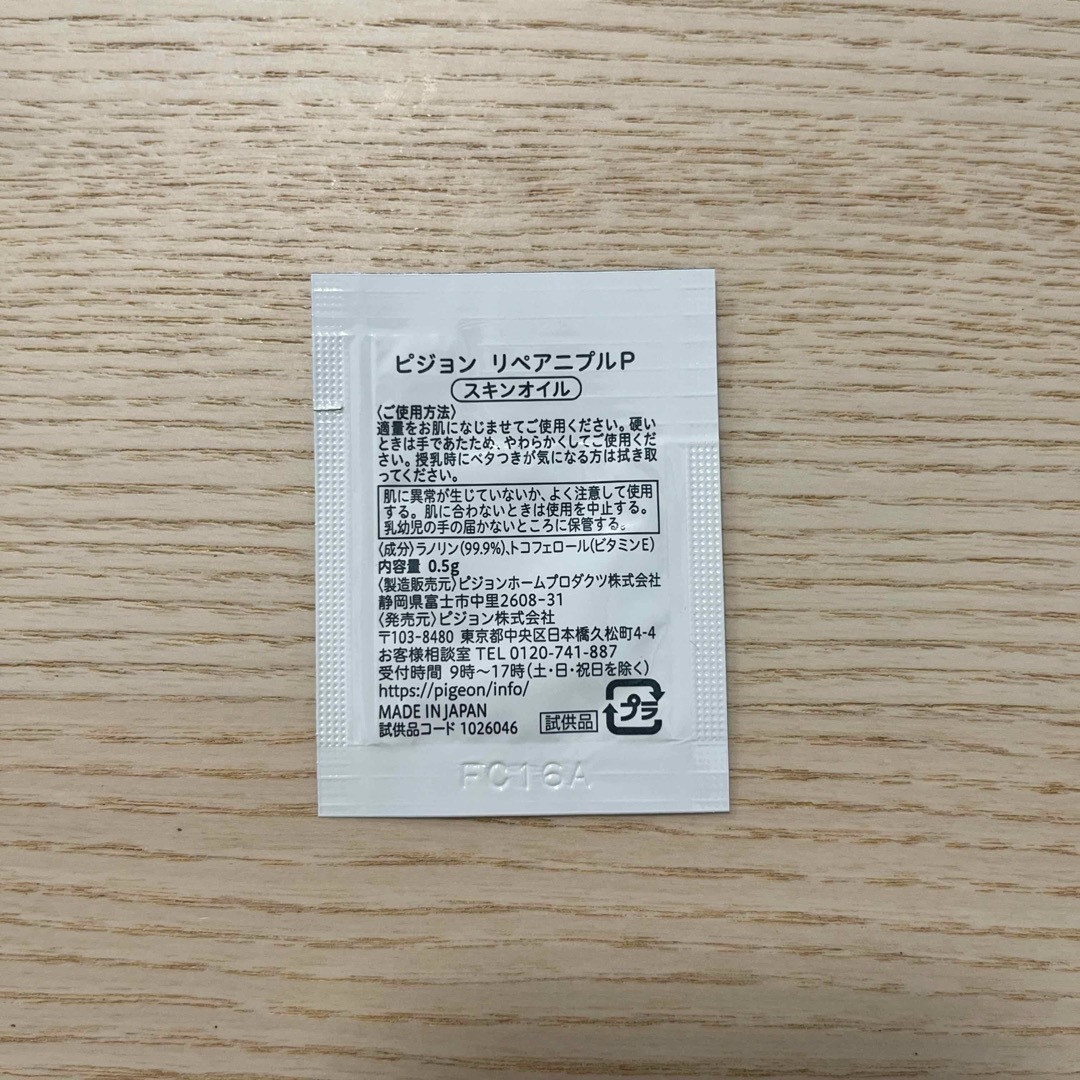 ピジョン リペアニプルP
スキンオイル
〈ご使用方法〉
適量をお肌になじませてご使用ください。硬い
ときは手であたため、やわらかくしてご使用くだ
さい。授乳時にベタつきが気になる方は拭き取
ってください。
肌に異常が生じていないか、よく注意して使用
する。肌に合わないときは使用を中止する。
乳幼児の手の届かないところに保管する。
〈成分〉ラノリン(99.9%)、トコフェロール(ビタミンE)
内容量 0.5g
〈製造販売元〉ピジョンホームプロダクツ株式会社
静岡県富士市中里2608-31
〈発売元〉ピジョン株式会社
〒103-8480 東京都中央区日本橋久松町4-4
お客様相談室 TEL 0120-741-887
受付時間 9時～17時(土・日・祝日を除く)
https://pigeon/info/
MADE IN JAPAN
試供品コード 1026046 試供品 プラ
FC16A